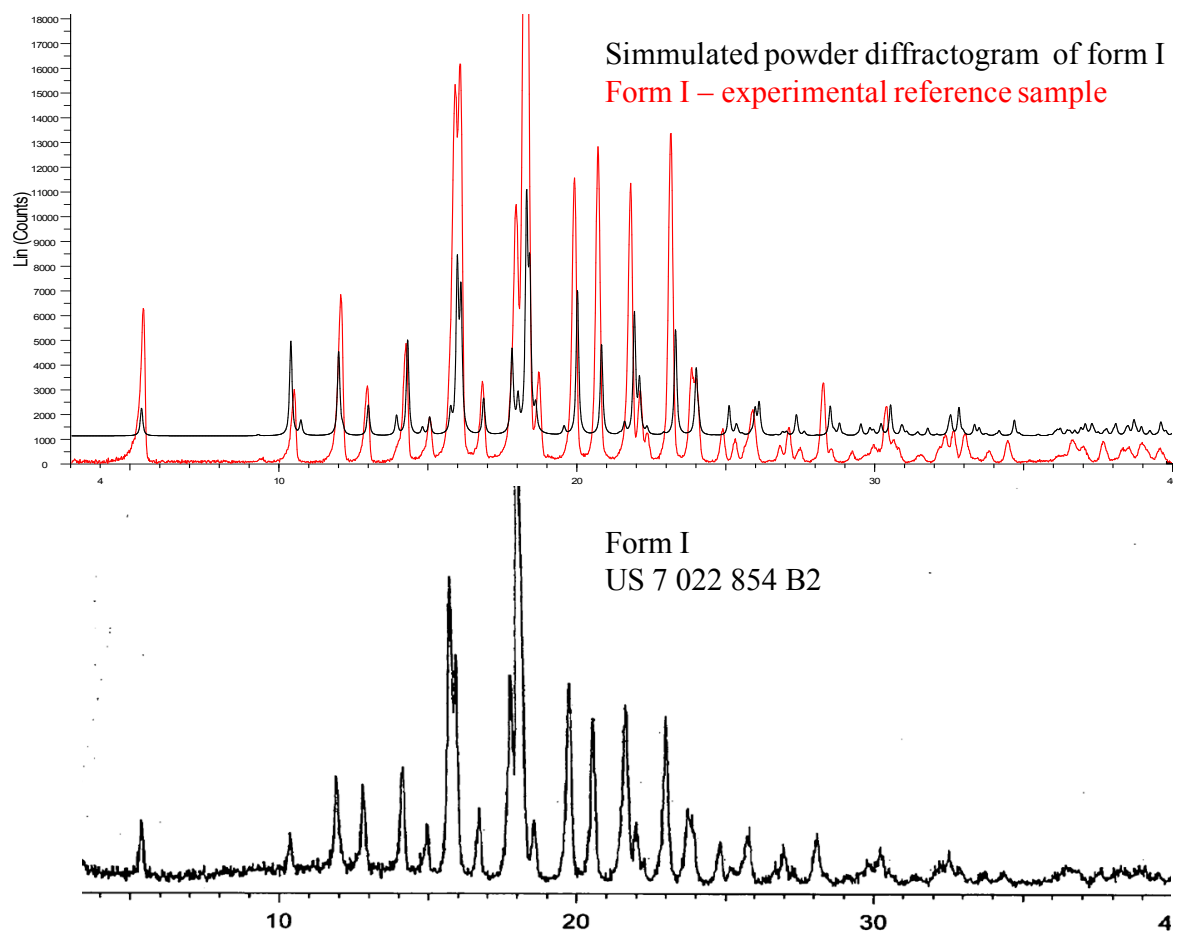 18000
17000
16000
15000
14000
13000
12000
11000
10000
9000
8000
7000
6000
5000
4000
3000
2000
1000
0
Lin (Counts)
Simmulated powder diffractogram of form I
Form I – experimental reference sample
4 10 20 30 4
Form I
US 7 022 854 B2
10 20 30 4